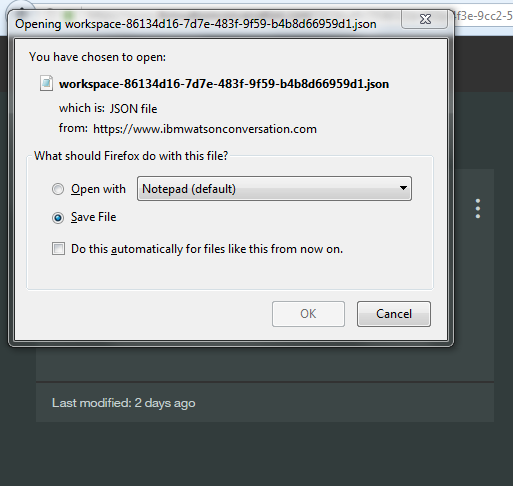 Opening workspace-86134d16-7d7e-483f-9f59-b4b8d66959d1.json
You have chosen to open:
workspace-86134d16-7d7e-483f-9f59-b4b8d66959d1.json
which is: JSON file
from: https://www.ibmwatsonconversation.com
What should Firefox do with this file?
Open with Notepad (default)
Save File
Do this automatically for files like this from now on.
OK Cancel
Last modified: 2 days ago